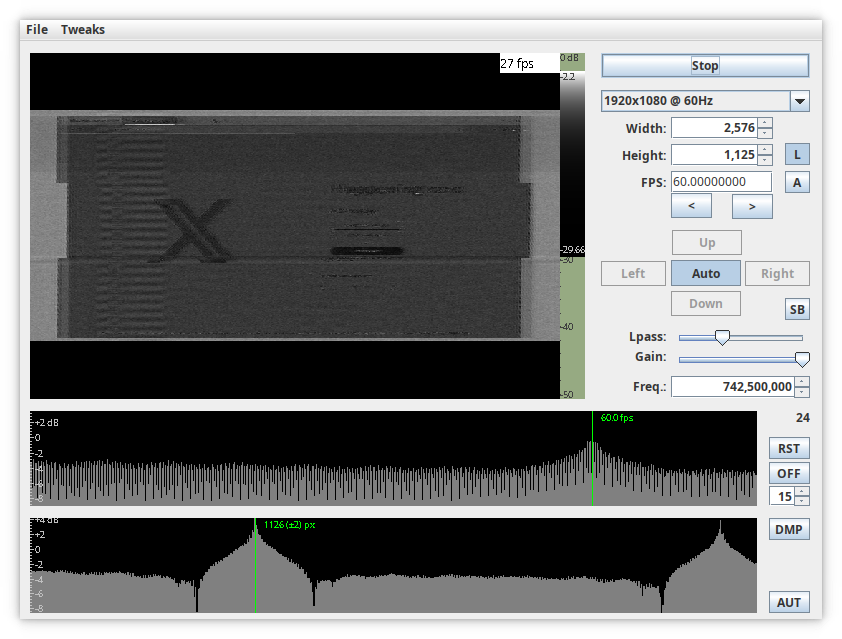 File Tweaks
27 fps
0 dB
-2.2
-29.66
-30
-40
-50
X
Stop
1920x1080 @ 60Hz
Width: 2,576
Height: 1,125 L
FPS: 60.00000000 A
< >
Up
Left Auto Right
Down
SB
Lpass:
Gain:
Freq.: 742,500,000
+2 dB
0
-2
-4
-6
-8
60.0 fps
24
RST
OFF
15
+4 dB
+2
0
-2
-4
-6
-8
1126 (±2) px
DMP
AUT